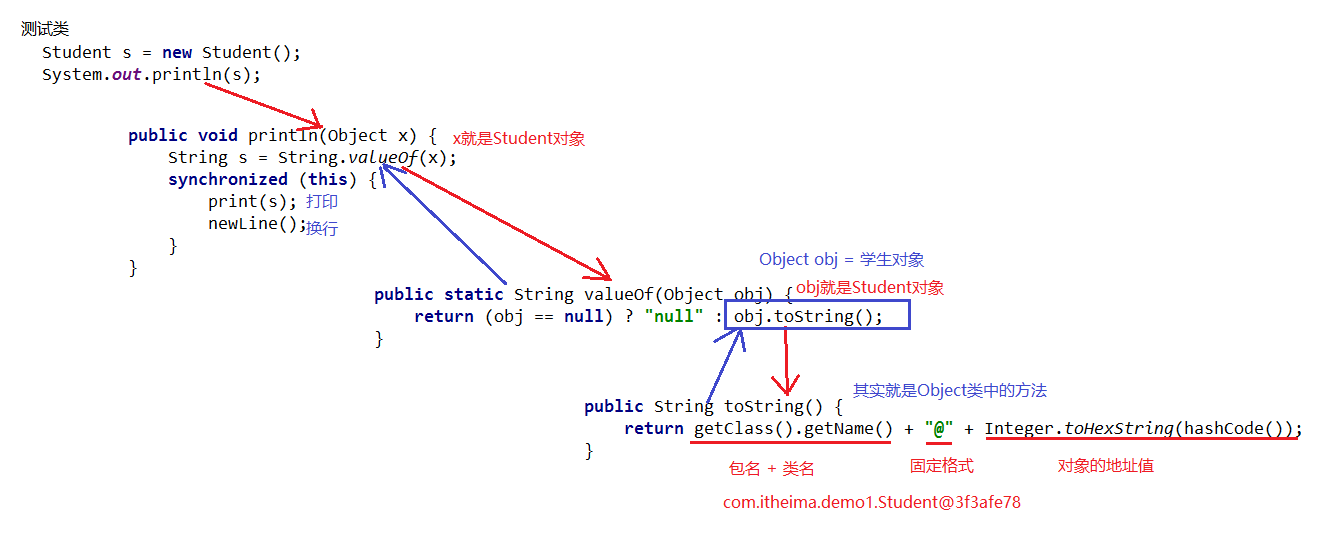 测试类
Student s = new Student();
System.out.println(s);
public void println(Object x) { x就是Student对象
String s = String.valueOf(x);
synchronized (this) {
print(s); 打印
newLine(); 换行
}
}
Object obj = 学生对象
public static String valueOf(Object obj) { obj就是Student对象
return (obj == null) ? "null" : obj.toString();
}
其实就是Object类中的方法
public String toString() {
return getClass().getName() + "@" + Integer.toHexString(hashCode());
}
包名 + 类名 固定格式 对象的地址值
com.itheima.demo1.Student@3f3afe78